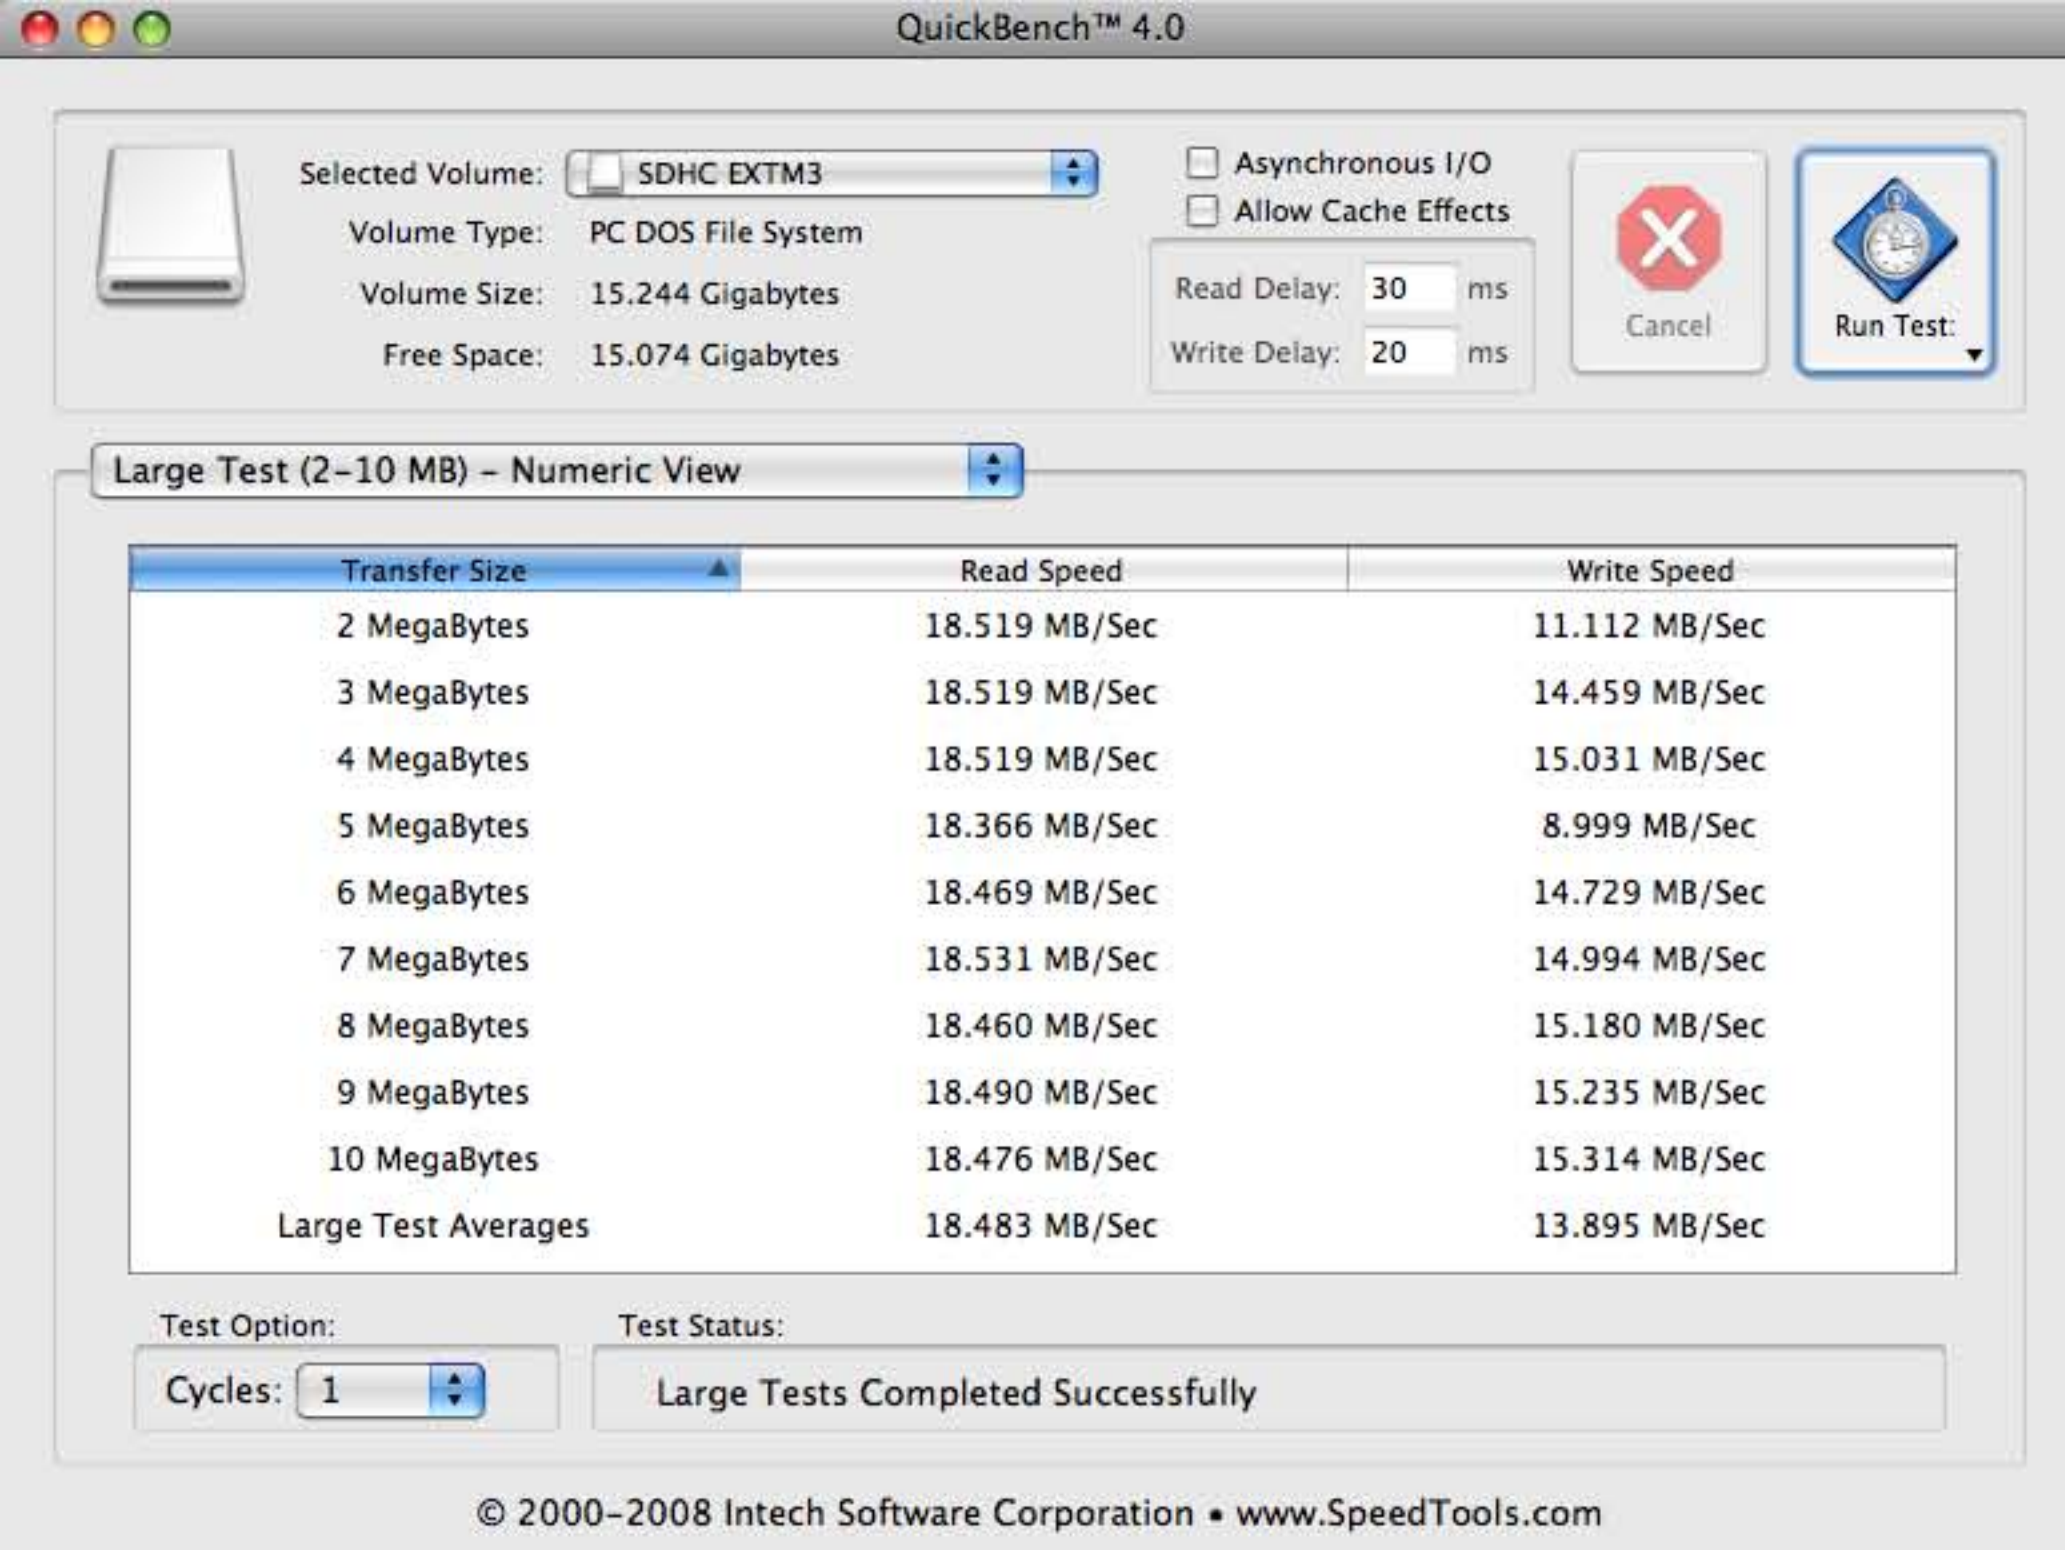 QuickBench™ 4.0
Selected Volume: SDHC EXTM3
Volume Type: PC DOS File System
Volume Size: 15.244 Gigabytes
Free Space: 15.074 Gigabytes
Asynchronous I/O
Allow Cache Effects
Read Delay: 30 ms
Write Delay: 20 ms
Cancel
Run Test:
Large Test (2-10 MB) - Numeric View
Transfer Size Read Speed Write Speed
2 MegaBytes 18.519 MB/Sec 11.112 MB/Sec
3 MegaBytes 18.519 MB/Sec 14.459 MB/Sec
4 MegaBytes 18.519 MB/Sec 15.031 MB/Sec
5 MegaBytes 18.366 MB/Sec 8.999 MB/Sec
6 MegaBytes 18.469 MB/Sec 14.729 MB/Sec
7 MegaBytes 18.531 MB/Sec 14.994 MB/Sec
8 MegaBytes 18.460 MB/Sec 15.180 MB/Sec
9 MegaBytes 18.490 MB/Sec 15.235 MB/Sec
10 MegaBytes 18.476 MB/Sec 15.314 MB/Sec
Large Test Averages 18.483 MB/Sec 13.895 MB/Sec
Test Option:
Cycles: 1
Test Status:
Large Tests Completed Successfully
© 2000-2008 Intech Software Corporation • www.SpeedTools.com